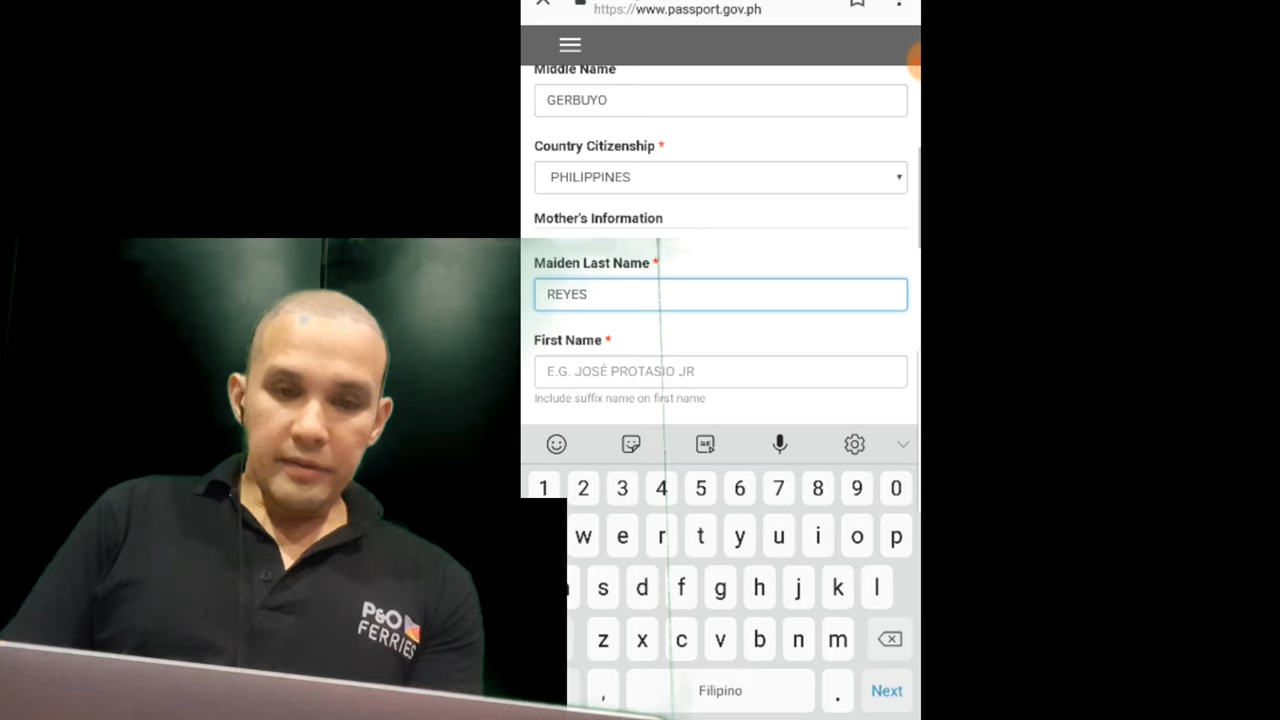 https://www.passport.gov.ph
Middle Name
GERBUYO
Country Citizenship *
PHILIPPINES
Mother's Information
Maiden Last Name *
REYES
First Name *
E.G. JOSÉ PROTASIO JR
Include suffix name on first name
GIF
1 2 3 4 5 6 7 8 9 0
w e r t y u i o p
s d f g h j k l
z x c v b n m
, Filipino . Next
P&O
FERRIES